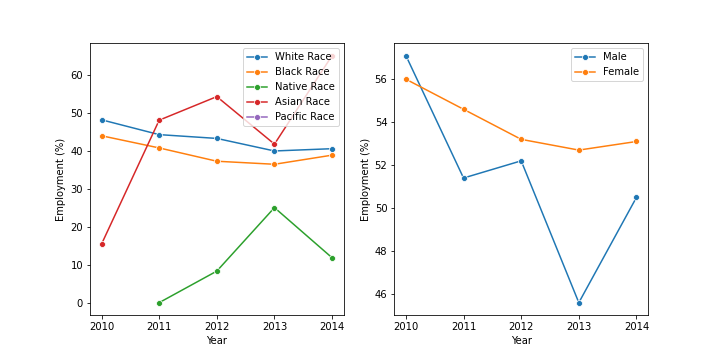 White Race
Black Race
Native Race
Asian Race
Pacific Race
60
50
40
30
20
10
0
Employment (%)
2010 2011 2012 2013 2014
Year
Male
Female
56
54
52
50
48
46
Employment (%)
2010 2011 2012 2013 2014
Year